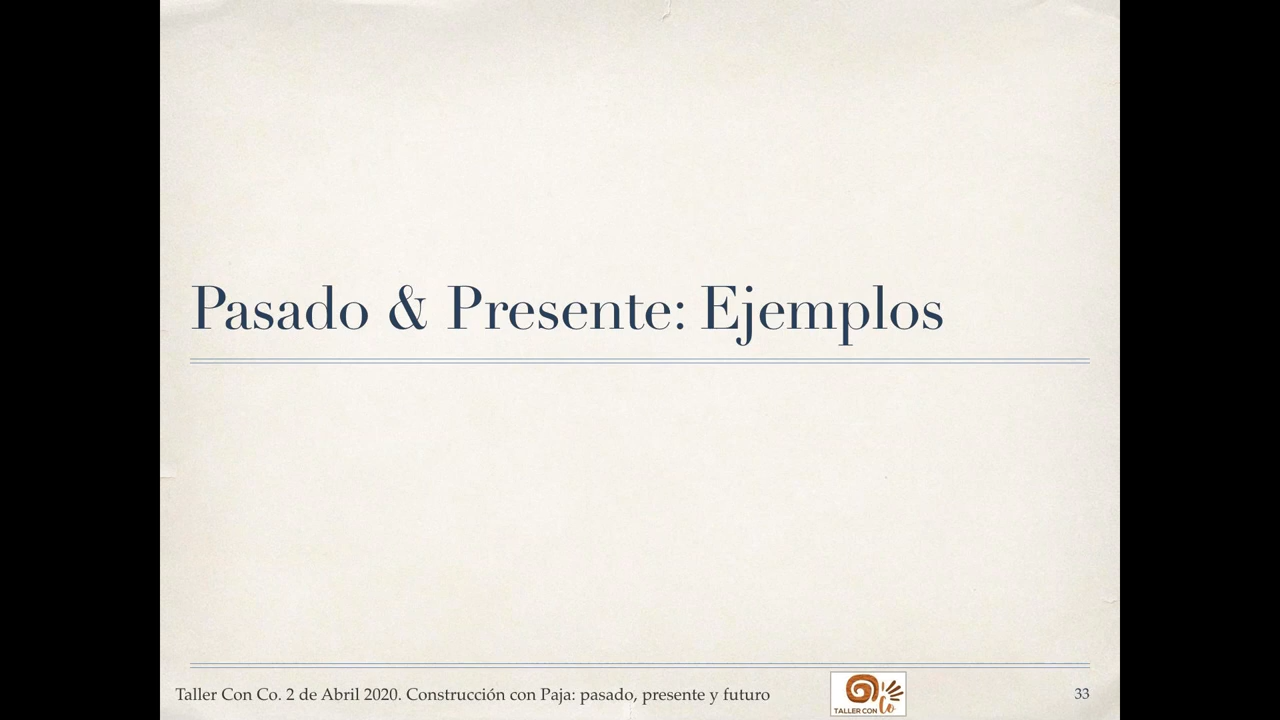 Pasado & Presente: Ejemplos
Taller Con Co. 2 de Abril 2020. Construcción con Paja: pasado, presente y futuro
TALLER CON Co
33